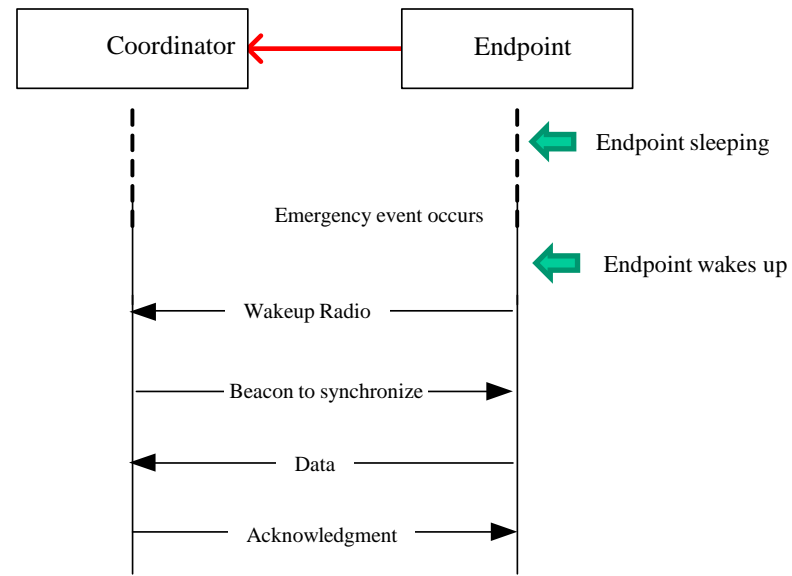 Coordinator
Endpoint
Endpoint sleeping
Emergency event occurs
Endpoint wakes up
Wakeup Radio
Beacon to synchronize
Data
Acknowledgment